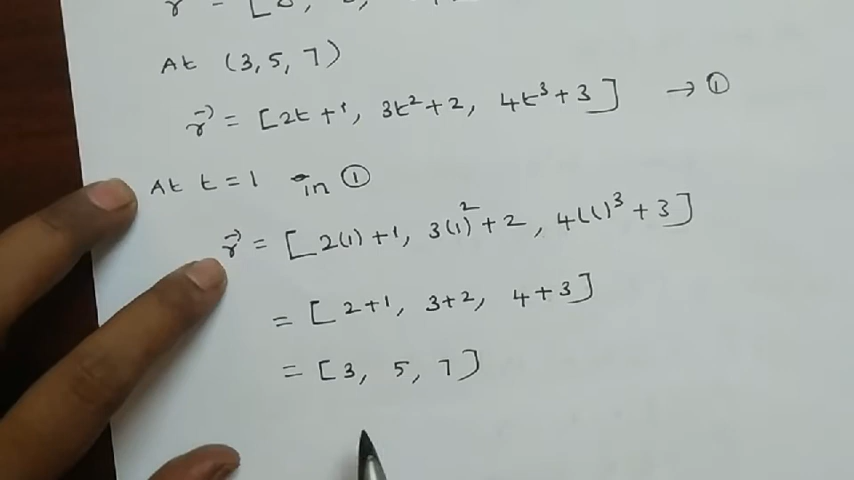 At (3, 5, 7)
r⃗ = [2t+1, 3t²+2, 4t³+3] → ①
At t=1 in ①
r⃗ = [2(1)+1, 3(1)²+2, 4(1)³+3]
= [2+1, 3+2, 4+3]
= [3, 5, 7]